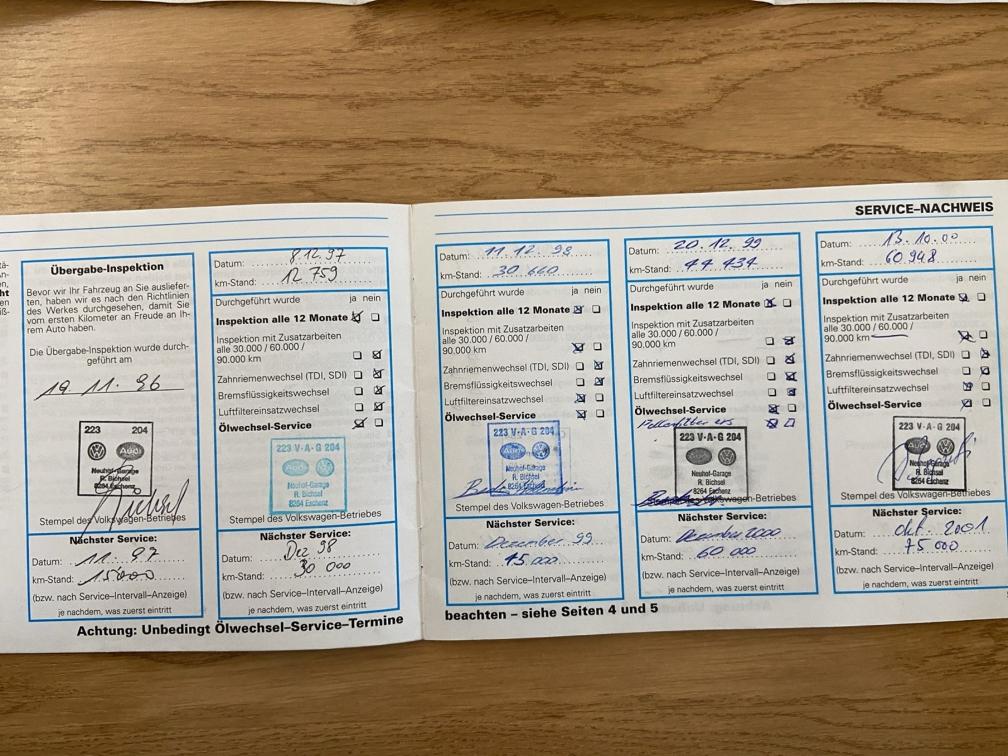 SERVICE–NACHWEIS
Übergabe-Inspektion
Bevor wir Ihr Fahrzeug an Sie ausliefer-
ten, haben wir es nach den Richtlinien
des Werkes durchgesehen, damit Sie
vom ersten Kilometer an Freude an Ih-
rem Auto haben.
Die Übergabe-Inspektion wurde durch-
geführt am
19. 11. 96
223 204
Audi
Neuhof-Garage
R. Bichsel
8264 Eschenz
Stempel des Volkswagen-Betriebes
Nächster Service:
Datum: 11. 97
km-Stand: 15'000
(bzw. nach Service–Intervall–Anzeige)
je nachdem, was zuerst eintritt
Datum: 8.12.97
km-Stand: 12 759
Durchgeführt wurde ja nein
Inspektion alle 12 Monate
Inspektion mit Zusatzarbeiten
alle 30.000 / 60.000 /
90.000 km
Zahnriemenwechsel (TDI, SDI)
Bremsflüssigkeitswechsel
Luftfiltereinsatzwechsel
Ölwechsel-Service
223 V·A·G 204
Audi
Neuhof-Garage
R. Bichsel
8264 Eschenz
Stempel des Volkswagen-Betriebes
Nächster Service:
Datum: Dez 98
km-Stand: 30 000
(bzw. nach Service–Intervall–Anzeige)
je nachdem, was zuerst eintritt
Achtung: Unbedingt Ölwechsel–Service–Termine
Datum: 11. 12. 98
km-Stand: 30 660
Durchgeführt wurde ja nein
Inspektion alle 12 Monate
Inspektion mit Zusatzarbeiten
alle 30.000 / 60.000 /
90.000 km
Zahnriemenwechsel (TDI, SDI)
Bremsflüssigkeitswechsel
Luftfiltereinsatzwechsel
Ölwechsel-Service
223 V·A·G 204
Audi
Neuhof-Garage
R. Bichsel
8264 Eschenz
Stempel des Volkswagen-Betriebes
Nächster Service:
Datum: Dezember 99
km-Stand: 45 000
(bzw. nach Service–Intervall–Anzeige)
je nachdem, was zuerst eintritt
Datum: 20. 12. 99
km-Stand: 44 434
Durchgeführt wurde ja nein
Inspektion alle 12 Monate
Inspektion mit Zusatzarbeiten
alle 30.000 / 60.000 /
90.000 km
Zahnriemenwechsel (TDI, SDI)
Bremsflüssigkeitswechsel
Luftfiltereinsatzwechsel
Ölwechsel-Service
Pollenfilter ers
223 V·A·G 204
Neuhof-Garage
R. Bichsel
8264 Eschenz
Stempel des Volkswagen-Betriebes
Nächster Service:
Datum: Dezember 2000
km-Stand: 60 000
(bzw. nach Service–Intervall–Anzeige)
je nachdem, was zuerst eintritt
Datum: 13. 10. 00
km-Stand: 60 948
Durchgeführt wurde ja nein
Inspektion alle 12 Monate
Inspektion mit Zusatzarbeiten
alle 30.000 / 60.000 /
90.000 km
Zahnriemenwechsel (TDI, SDI)
Bremsflüssigkeitswechsel
Luftfiltereinsatzwechsel
Ölwechsel-Service
223 V·A·G 204
Neuhof-Garage
R. Bichsel
8264 Eschenz
Stempel des Volkswagen-Betriebes
Nächster Service:
Datum: Okt. 2001
km-Stand: 75 000
(bzw. nach Service–Intervall–Anzeige)
je nachdem, was zuerst eintritt
beachten – siehe Seiten 4 und 5